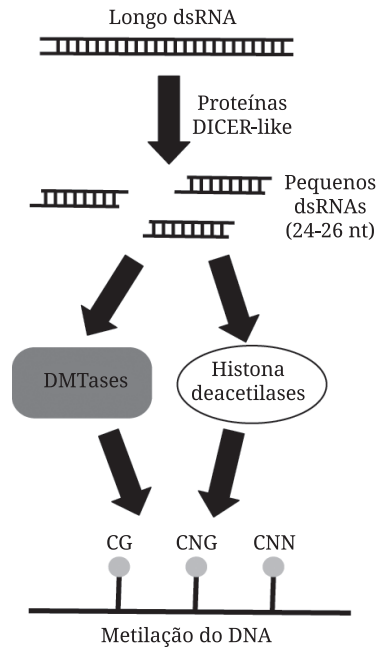 Longo dsRNA
Proteínas
DICER-like
Pequenos
dsRNAs
(24-26 nt)
DMTases
Histona
deacetilases
CG
CNG
CNN
Metilação do DNA